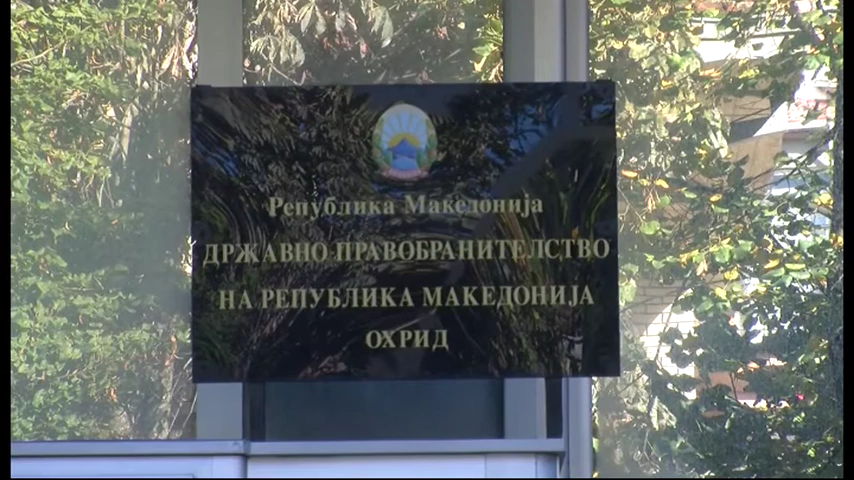 Република Македонија
ДРЖАВНО ПРАВОБРАНИТЕЛСТВО
НА РЕПУБЛИКА МАКЕДОНИЈА
ОХРИД